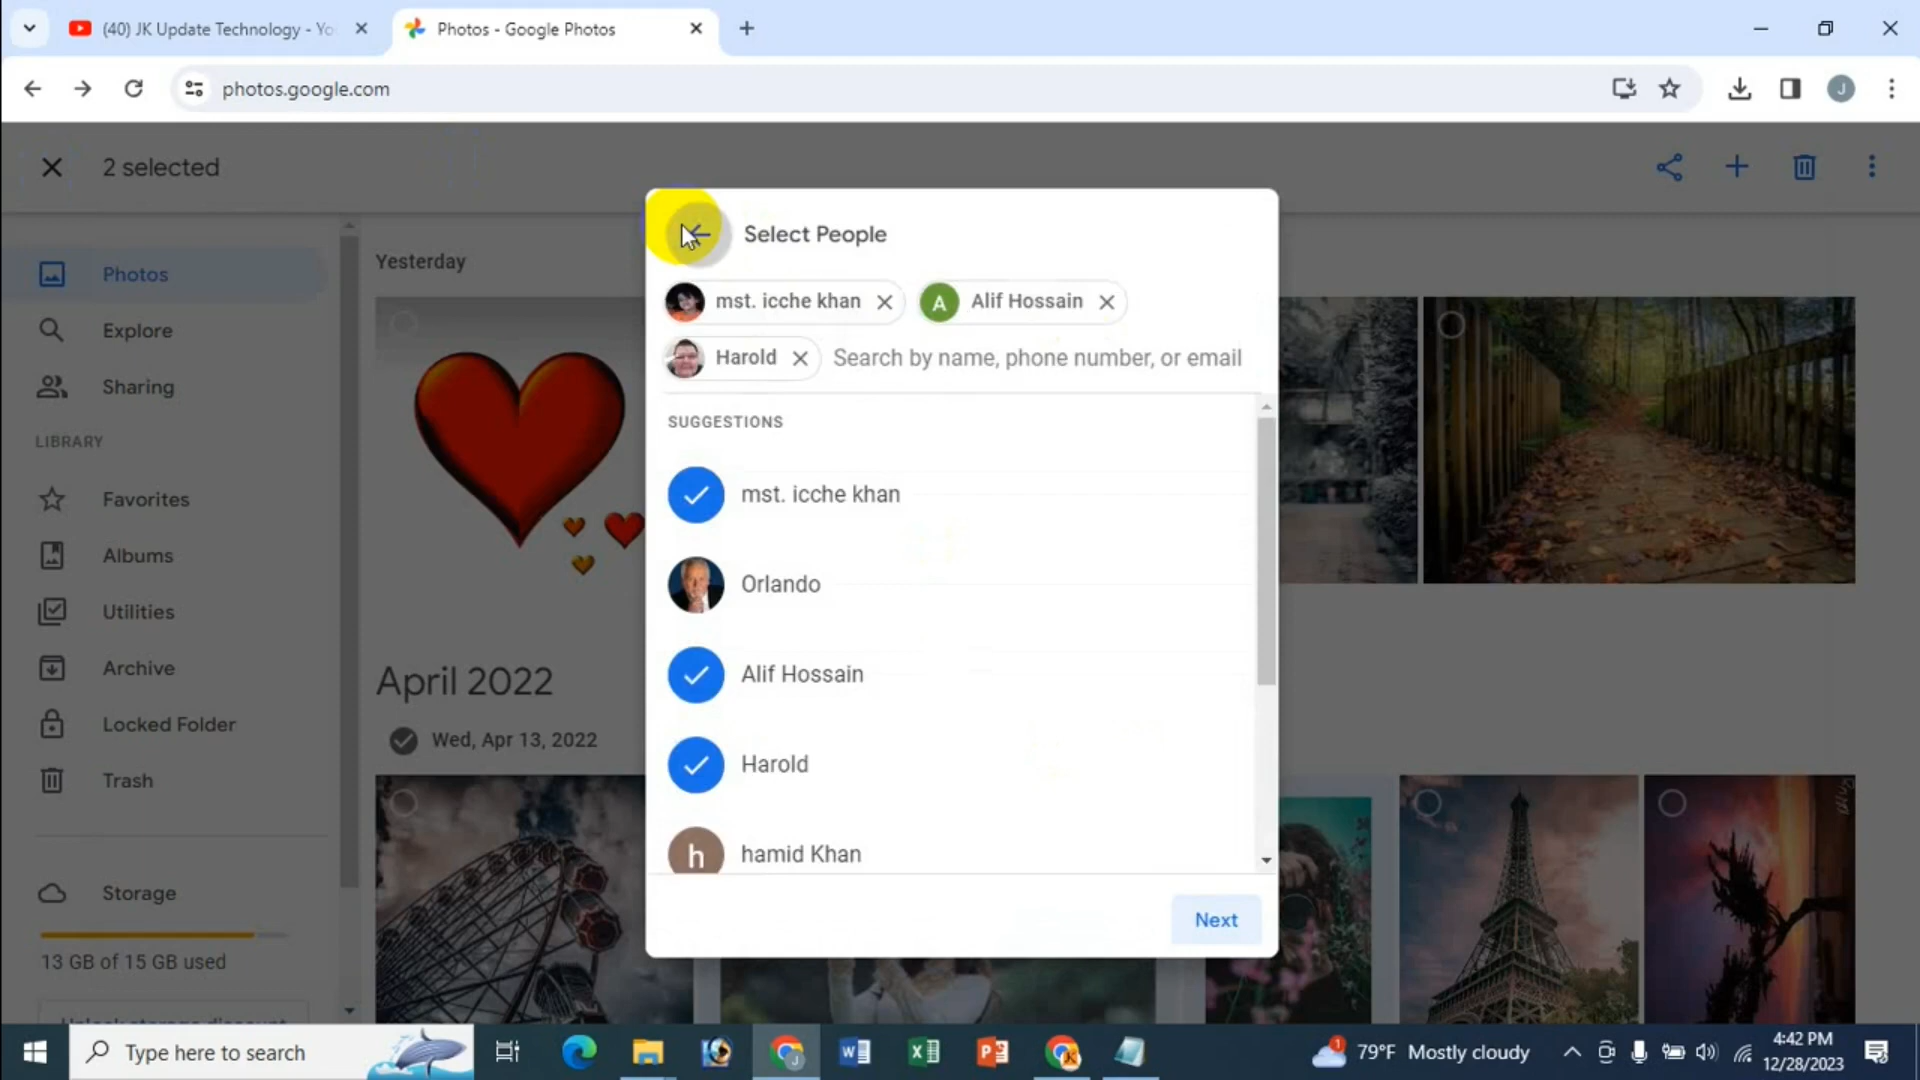 (40) JK Update Technology - Yo
Photos - Google Photos
photos.google.com
J
2 selected
Photos
Explore
Sharing
LIBRARY
Favorites
Albums
Utilities
Archive
Locked Folder
Trash
Storage
13 GB of 15 GB used
Unlock storage discount
Yesterday
April 2022
Wed, Apr 13, 2022
Select People
mst. icche khan
A Alif Hossain
Harold
Search by name, phone number, or email
SUGGESTIONS
mst. icche khan
Orlando
Alif Hossain
Harold
h hamid Khan
Next
Type here to search
1
79°F Mostly cloudy
4:42 PM
12/28/2023